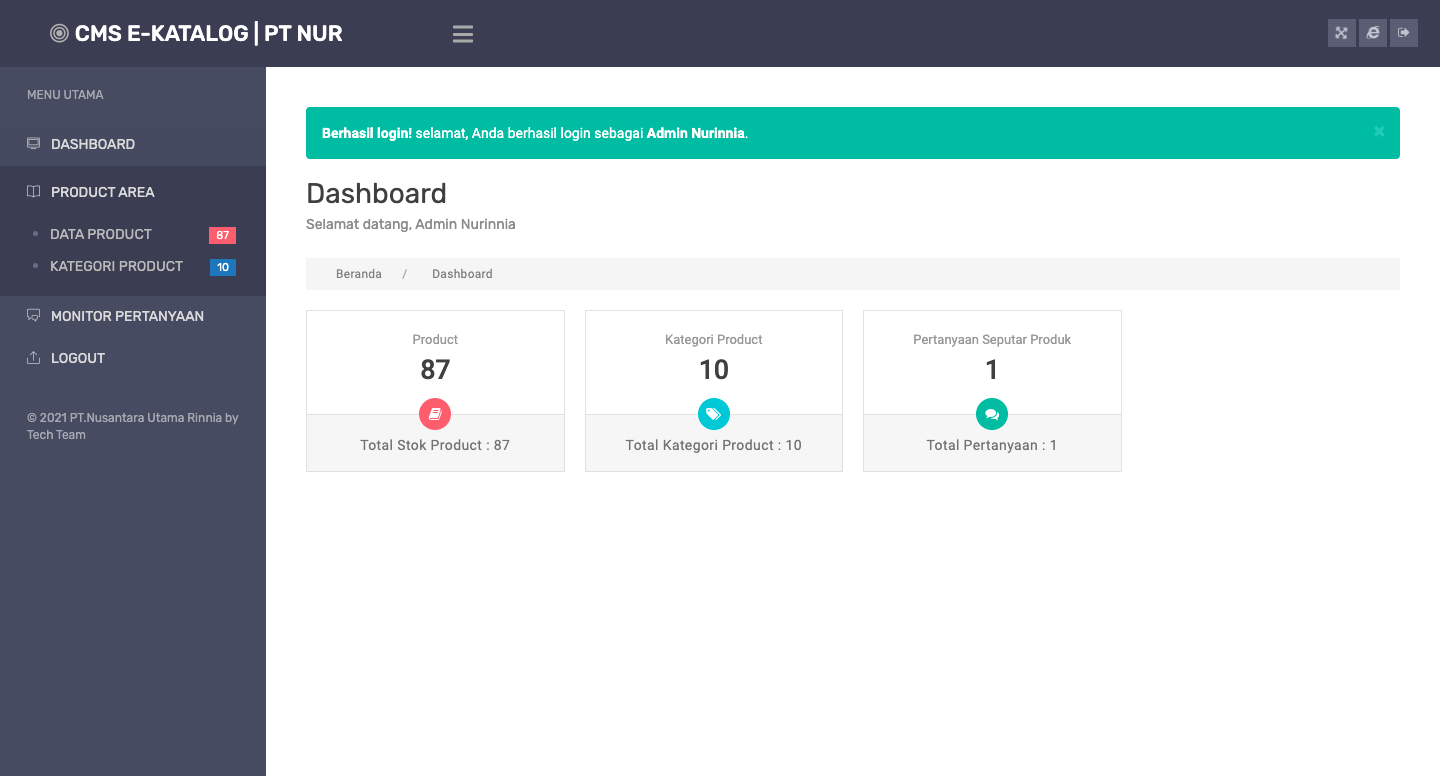 CMS E-KATALOG | PT NUR
MENU UTAMA
DASHBOARD
PRODUCT AREA
DATA PRODUCT 87
KATEGORI PRODUCT 10
MONITOR PERTANYAAN
LOGOUT
© 2021 PT.Nusantara Utama Rinnia by
Tech Team
Berhasil login! selamat, Anda berhasil login sebagai Admin Nurinnia. ×
Dashboard
Selamat datang, Admin Nurinnia
Beranda / Dashboard
Product
87
Total Stok Product : 87
Kategori Product
10
Total Kategori Product : 10
Pertanyaan Seputar Produk
1
Total Pertanyaan : 1